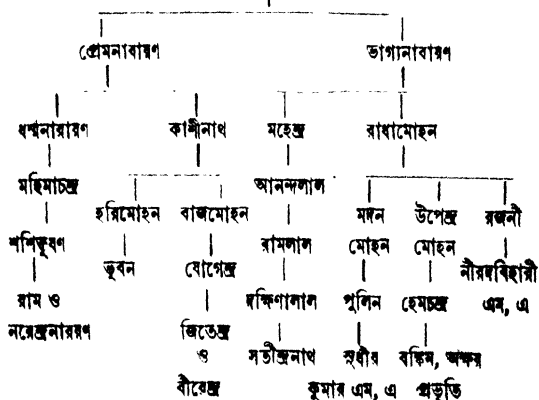 প্রেমনাবায়ণ ভাগানাবায়ণ
ধর্ম্মনারায়ণ কাশীনাথ মহেন্দ্র রাধামোহন
মহিমাচন্দ্র আনন্দলাল
হরিমোহন বাজমোহন মদন উপেন্দ্র রজনী
শশিভূষণ রামলাল মোহন মোহন
ভুবন যোগেন্দ্র নীরদবিহারী
রাম ও দক্ষিণালাল পুলিন হেমচন্দ্র এম, এ
নরেন্দ্রনারায়ণ জিতেন্দ্র
ও সতীন্দ্রনাথ সুধীর বঙ্কিম, অক্ষয়
বীরেন্দ্র কুমার এম, এ প্রভৃতি